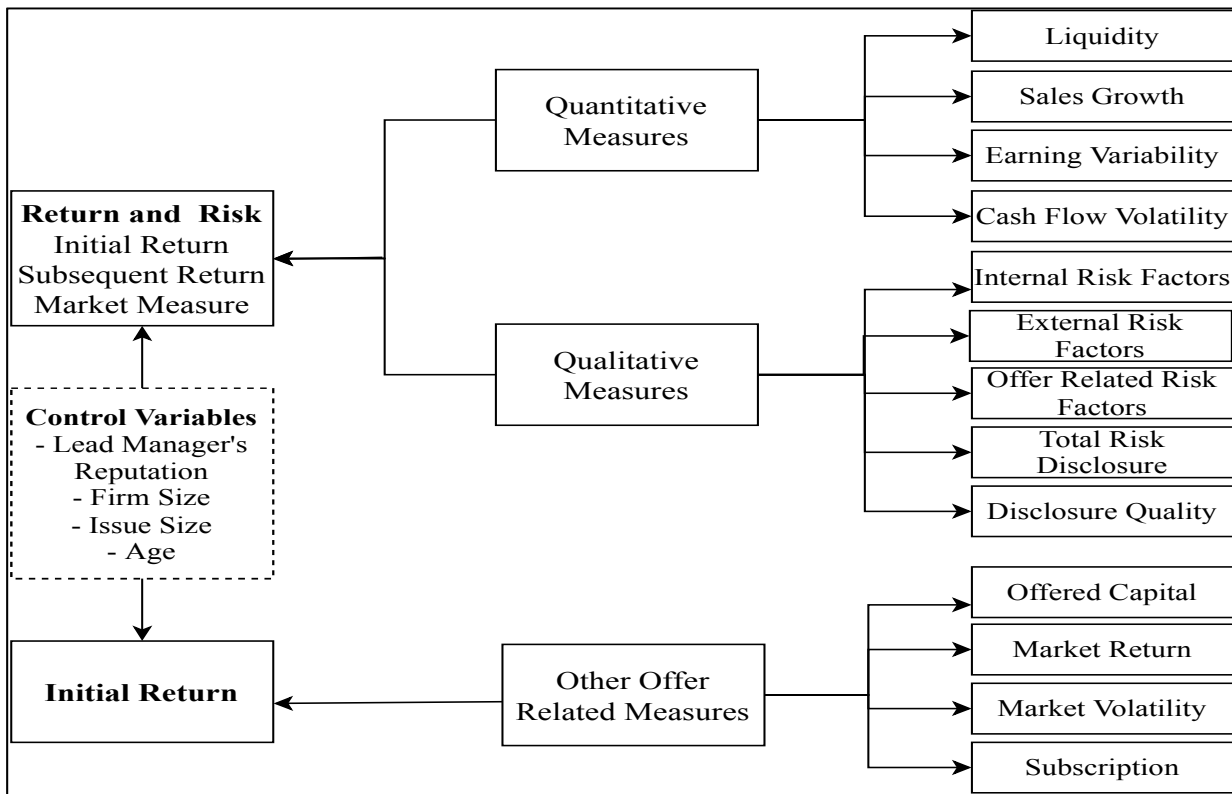 Return and Risk
Initial Return
Subsequent Return
Market Measure
Control Variables
- Lead Manager's
Reputation
- Firm Size
- Issue Size
- Age
Initial Return
Quantitative
Measures
Qualitative
Measures
Other Offer
Related Measures
Liquidity
Sales Growth
Earning Variability
Cash Flow Volatility
Internal Risk Factors
External Risk
Factors
Offer Related Risk
Factors
Total Risk
Disclosure
Disclosure Quality
Offered Capital
Market Return
Market Volatility
Subscription